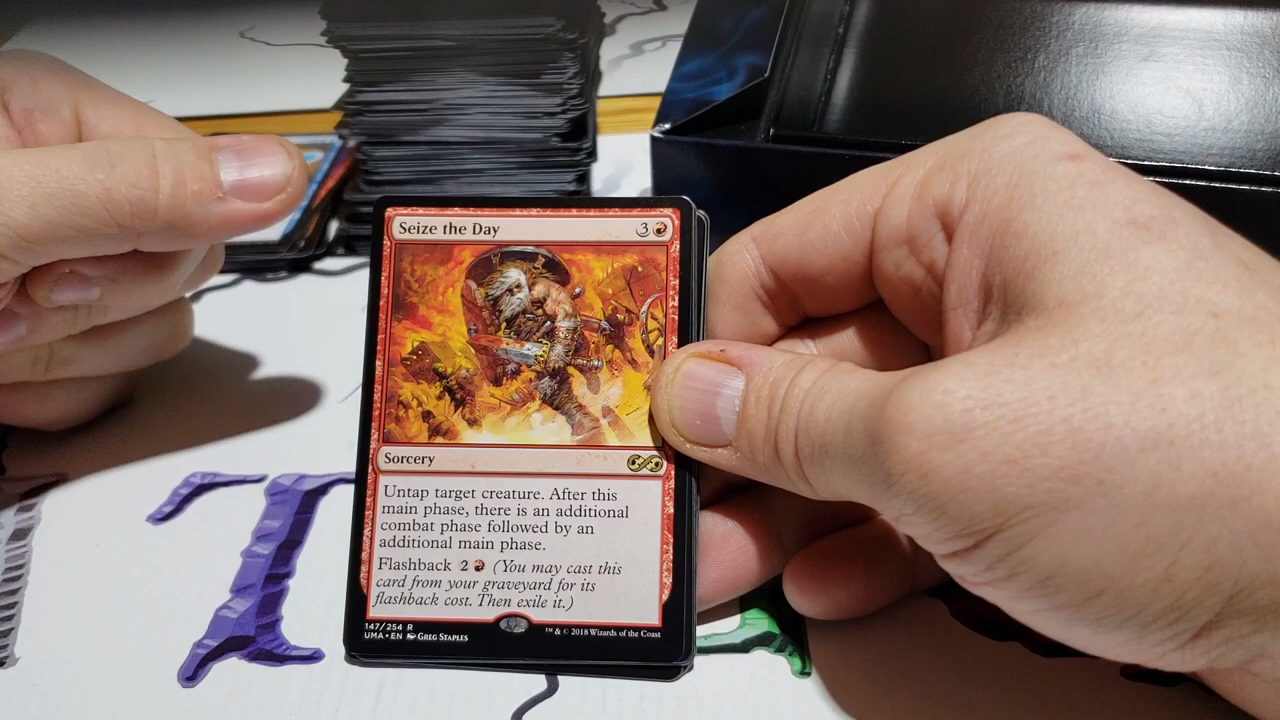 Seize the Day 3
Sorcery
Untap target creature. After this
main phase, there is an additional
combat phase followed by an
additional main phase.
Flashback 2 (You may cast this
card from your graveyard for its
flashback cost. Then exile it.)
147/254 R
UMA • EN Greg Staples
™ & © 2018 Wizards of the Coast
T